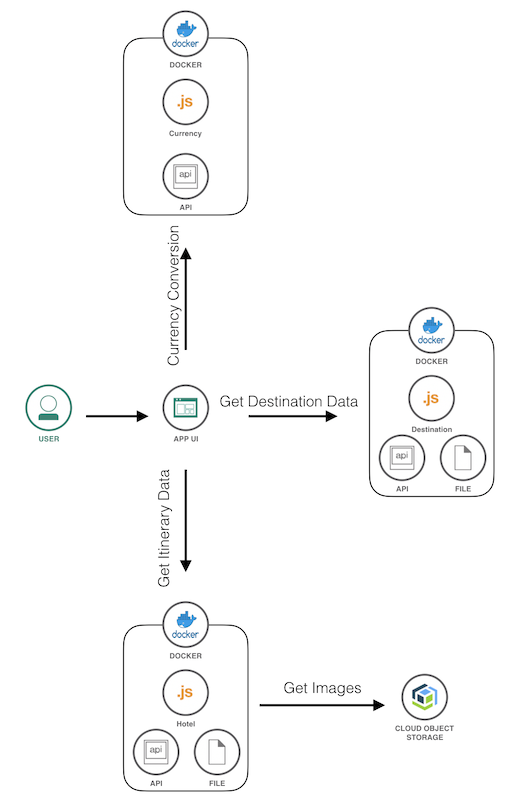 docker
DOCKER
.js
Currency
api
API
Currency Conversion
USER
APP UI
Get Destination Data
docker
DOCKER
.js
Destination
api
API
FILE
Get Itinerary Data
docker
DOCKER
.js
Hotel
api
API
FILE
Get Images
CLOUD OBJECT
STORAGE